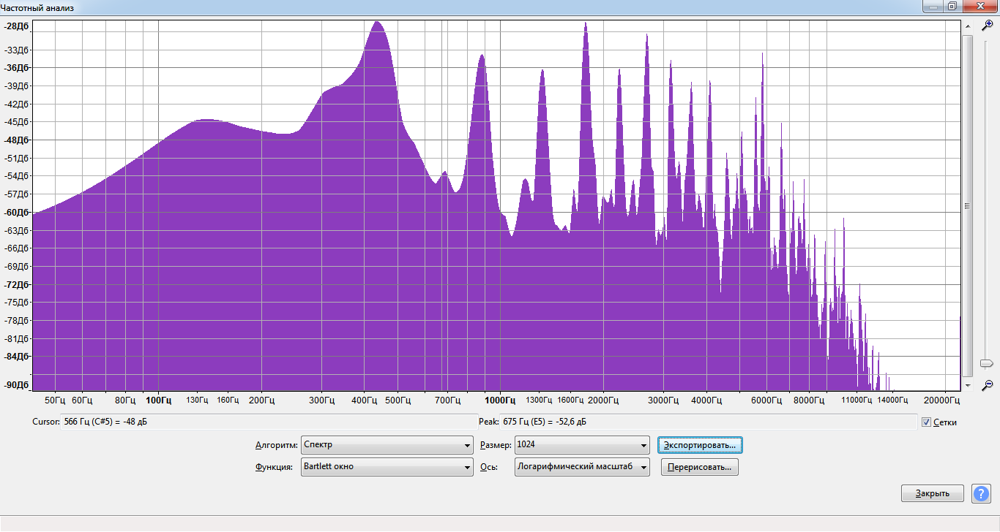 Частотный анализ
-28Дб
-33Дб
-36Дб
-39Дб
-42Дб
-45Дб
-48Дб
-51Дб
-54Дб
-57Дб
-60Дб
-63Дб
-66Дб
-69Дб
-72Дб
-75Дб
-78Дб
-81Дб
-84Дб
-90Дб
50Гц 60Гц 80Гц 100Гц 130Гц 160Гц 200Гц 300Гц 400Гц 500Гц 700Гц 1000Гц 1300Гц 1600Гц 2000Гц 3000Гц 4000Гц 6000Гц 8000Гц 11000Гц 14000Гц 20000Гц
Cursor: 566 Гц (C#5) = -48 дБ Peak: 675 Гц (E5) = -52,6 дБ Сетки
Алгоритм: Спектр Размер: 1024 Экспортировать...
Функция: Bartlett окно Ось: Логарифмический масштаб Перерисовать...
Закрыть ?